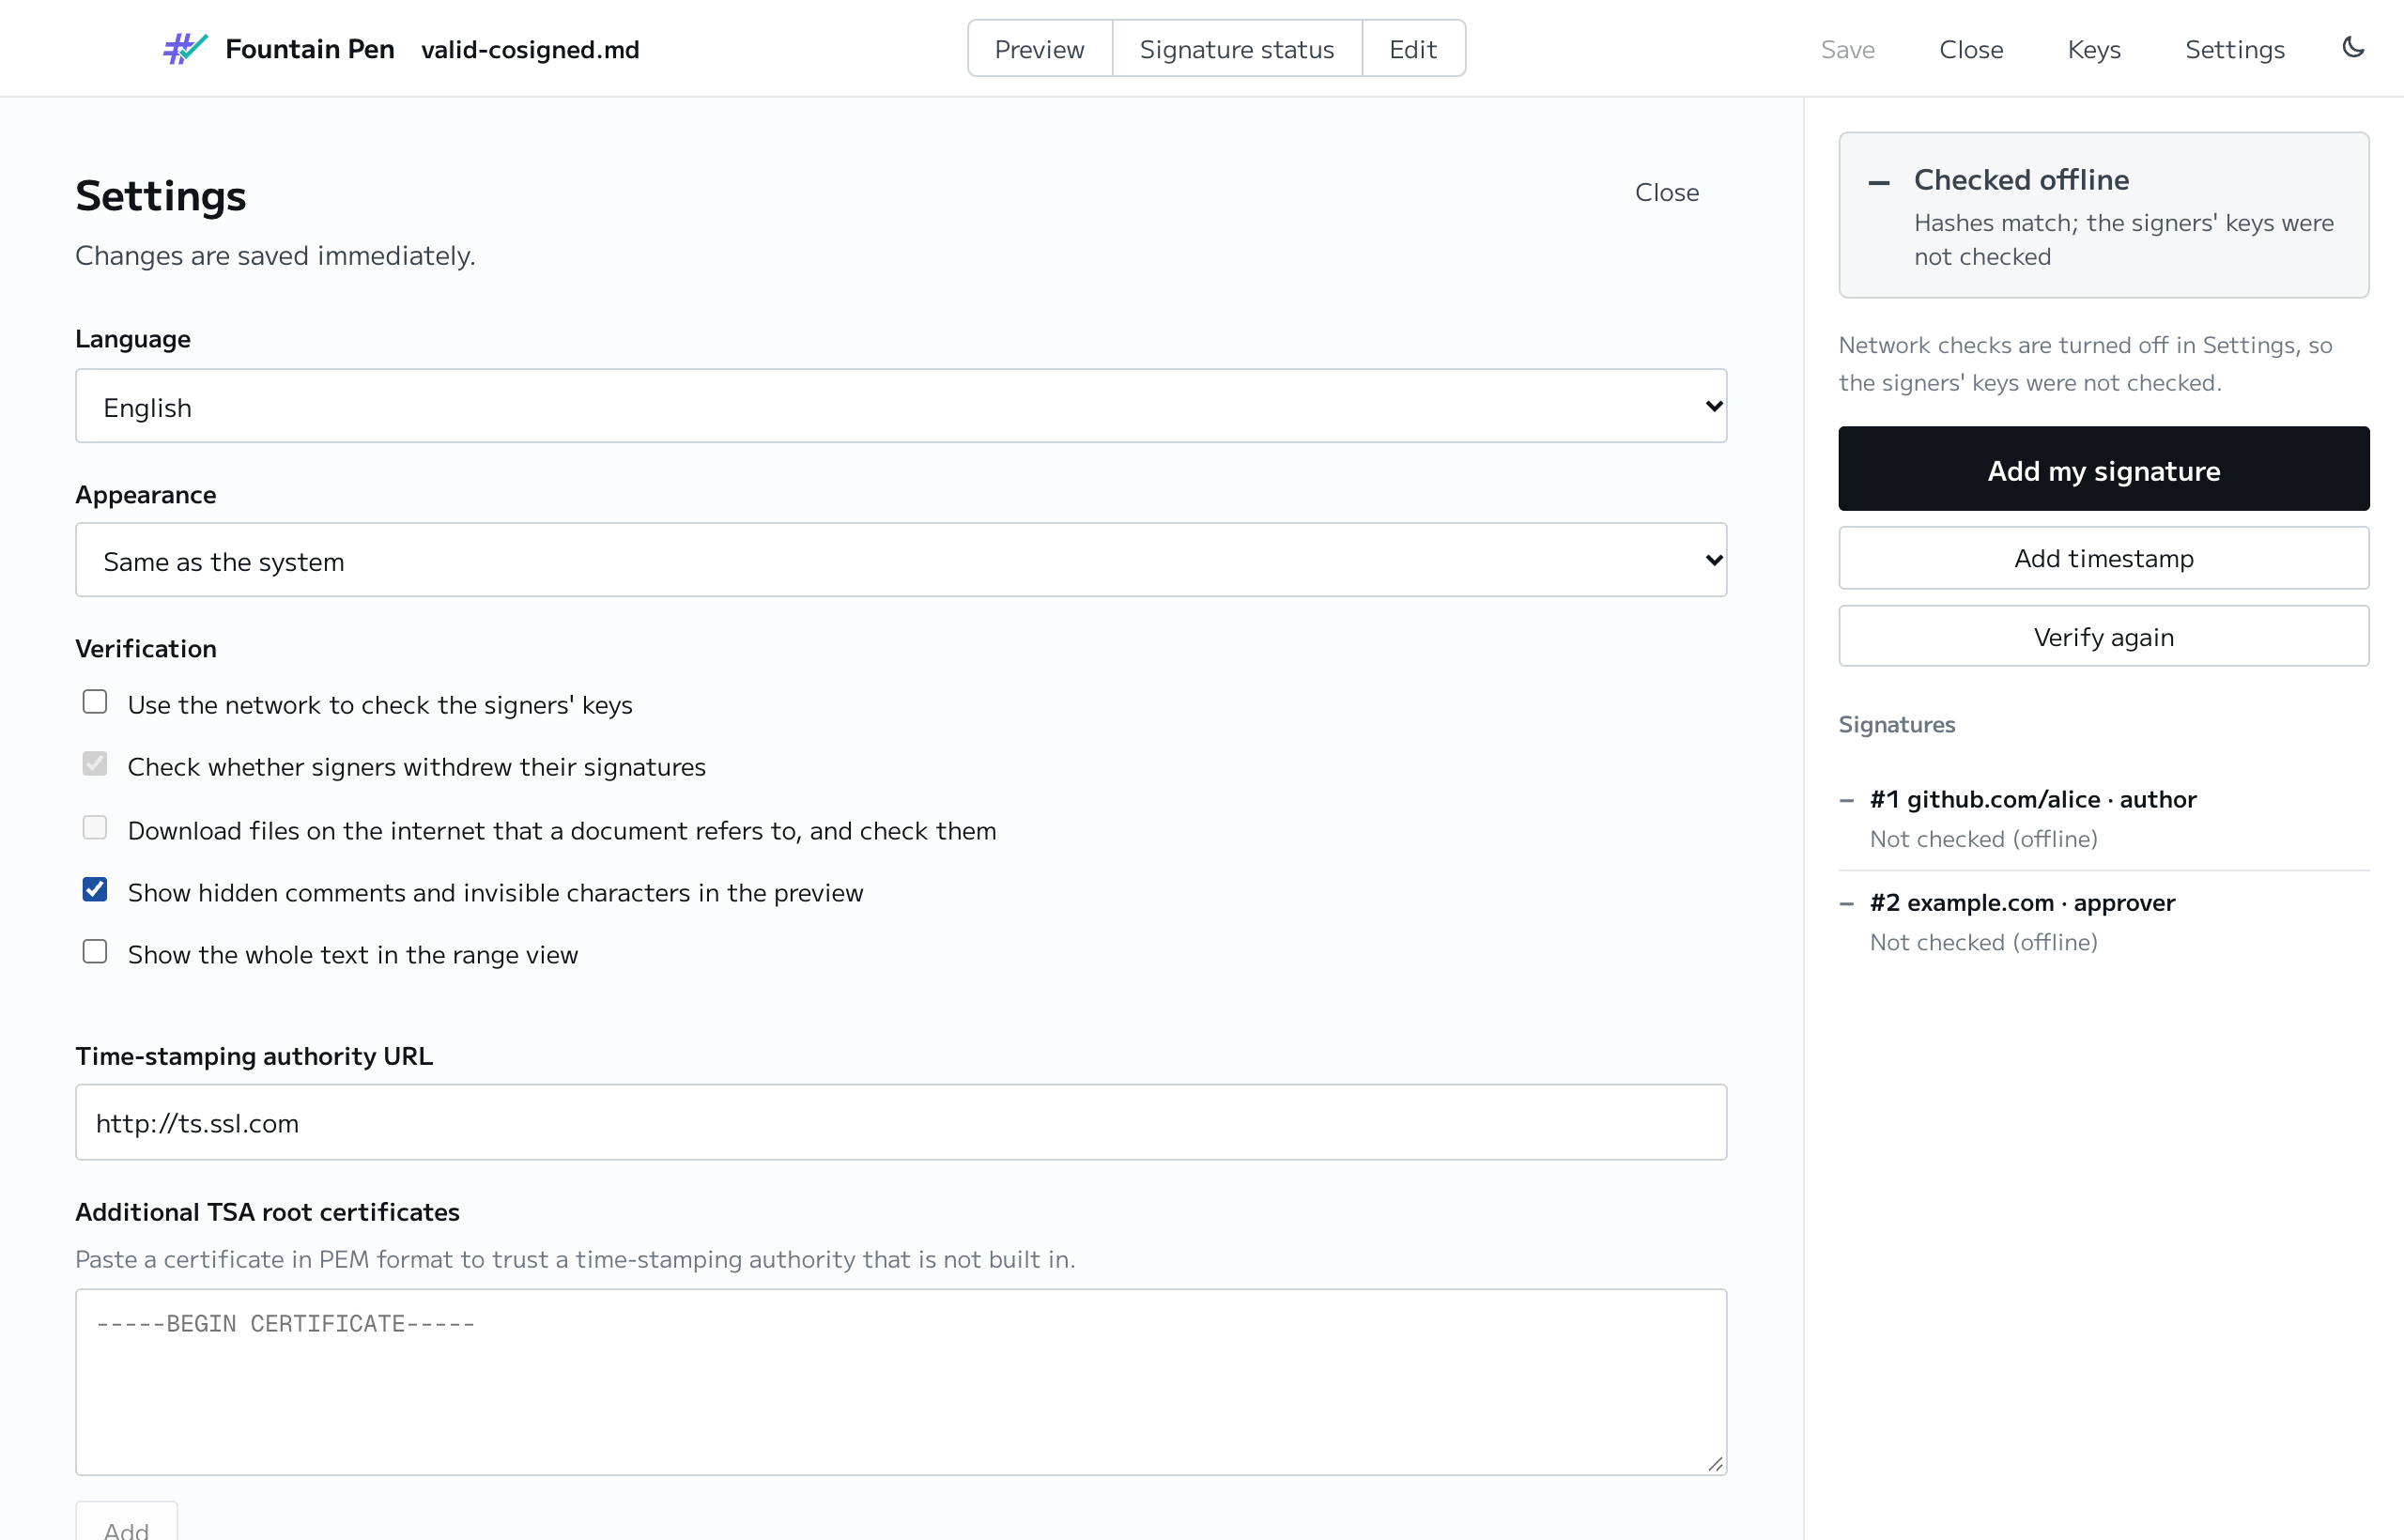 Fountain Pen valid-cosigned.md Preview Signature status Edit Save Close Keys Settings
Settings
Close
Changes are saved immediately.
Language
English
Appearance
Same as the system
Verification
Use the network to check the signers' keys
Check whether signers withdrew their signatures
Download files on the internet that a document refers to, and check them
Show hidden comments and invisible characters in the preview
Show the whole text in the range view
Time-stamping authority URL
http://ts.ssl.com
Additional TSA root certificates
Paste a certificate in PEM format to trust a time-stamping authority that is not built in.
-----BEGIN CERTIFICATE-----
Add
Checked offline
Hashes match; the signers' keys were
not checked
Network checks are turned off in Settings, so
the signers' keys were not checked.
Add my signature
Add timestamp
Verify again
Signatures
#1 github.com/alice · author
Not checked (offline)
#2 example.com · approver
Not checked (offline)